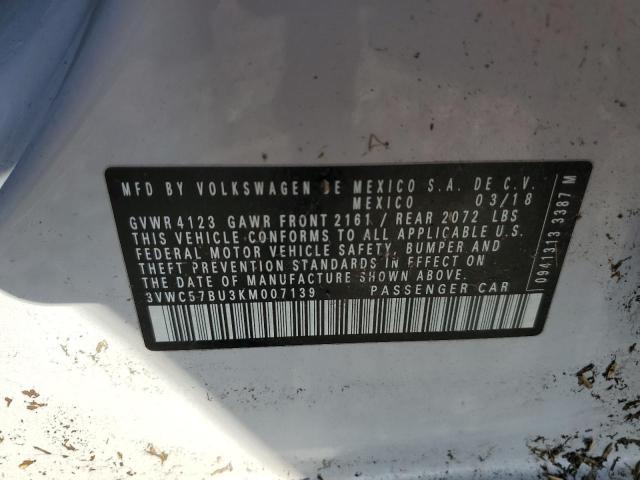 MFD BY VOLKSWAGEN DE MEXICO S.A. DE C.V.
MEXICO 03/18
GVWR 4123 GAWR FRONT 2161 / REAR 2072 LBS
THIS VEHICLE CONFORMS TO ALL APPLICABLE U.S.
FEDERAL MOTOR VEHICLE SAFETY, BUMPER AND
THEFT PREVENTION STANDARDS IN EFFECT ON
THE DATE OF MANUFACTURE SHOWN ABOVE.
3VWC57BU3KM007139 PASSENGER CAR
0941313 3387 M